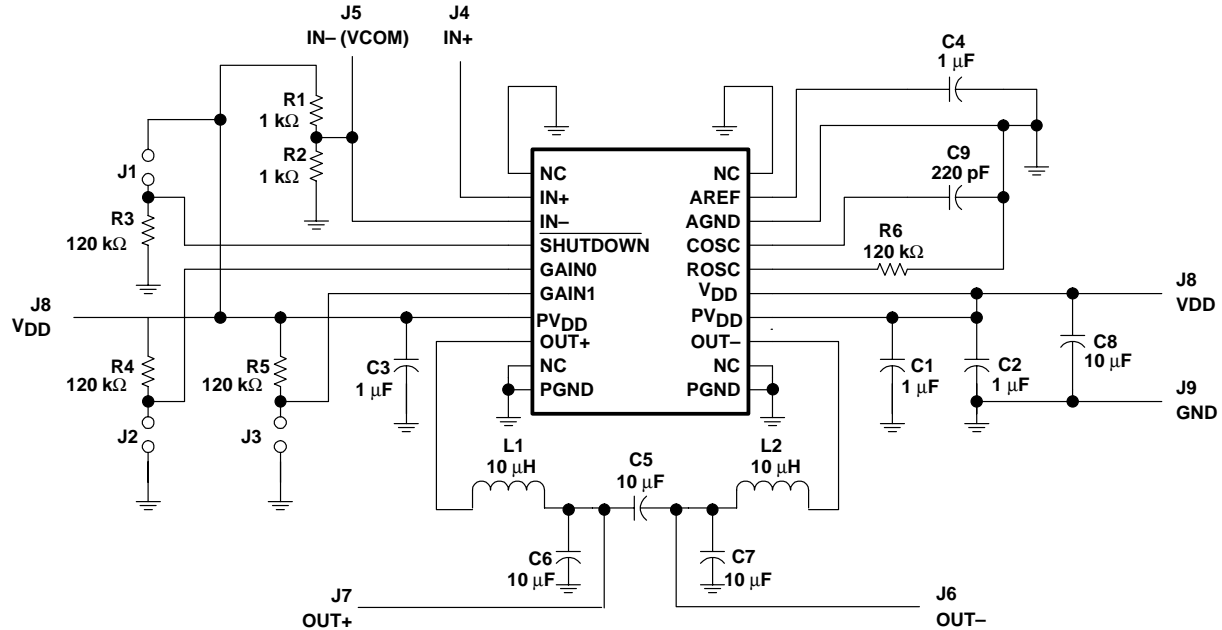 J5
IN– (VCOM)
J4
IN+
C4
1 μF
R1
1 kΩ
R2
1 kΩ
J1
R3
120 kΩ
C9
220 pF
R6
120 kΩ
NC
IN+
IN–
SHUTDOWN
GAIN0
GAIN1
PVDD
OUT+
NC
PGND
NC
AREF
AGND
COSC
ROSC
VDD
PVDD
OUT–
NC
PGND
J8
VDD
J8
VDD
R4
120 kΩ
R5
120 kΩ
C3
1 μF
C1
1 μF
C2
1 μF
C8
10 μF
J9
GND
J2
J3
L1
10 μH
C5
10 μF
L2
10 μH
C6
10 μF
C7
10 μF
J7
OUT+
J6
OUT–